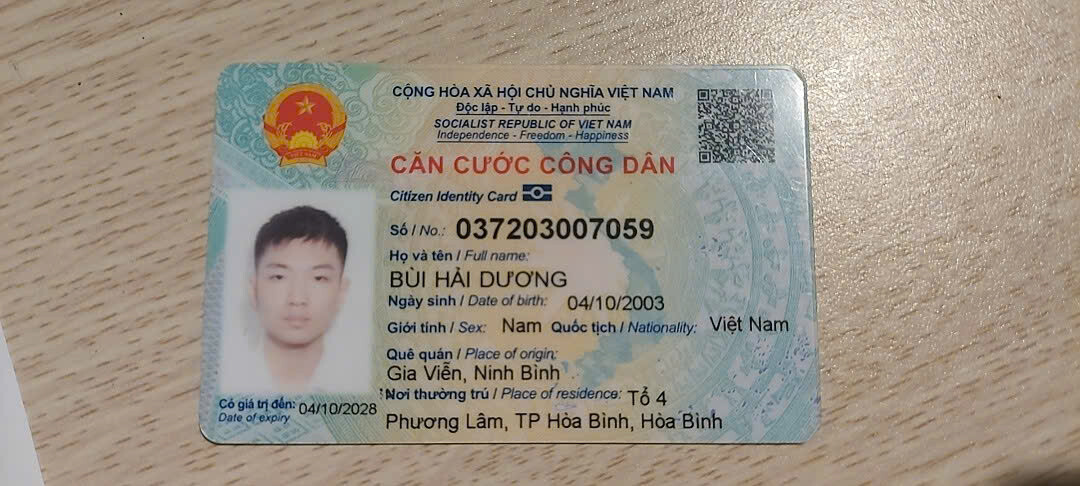 CỘNG HÒA XÃ HỘI CHỦ NGHĨA VIỆT NAM
Độc lập - Tự do - Hạnh phúc
SOCIALIST REPUBLIC OF VIET NAM
Independence - Freedom - Happiness
CĂN CƯỚC CÔNG DÂN
Citizen Identity Card
Số / No.: 037203007059
Họ và tên / Full name:
BÙI HẢI DƯƠNG
Ngày sinh / Date of birth: 04/10/2003
Giới tính / Sex: Nam Quốc tịch / Nationality: Việt Nam
Quê quán / Place of origin:
Gia Viễn, Ninh Bình
Nơi thường trú / Place of residence: Tổ 4
Phương Lâm, TP Hòa Bình, Hòa Bình
Có giá trị đến: 04/10/2028
Date of expiry